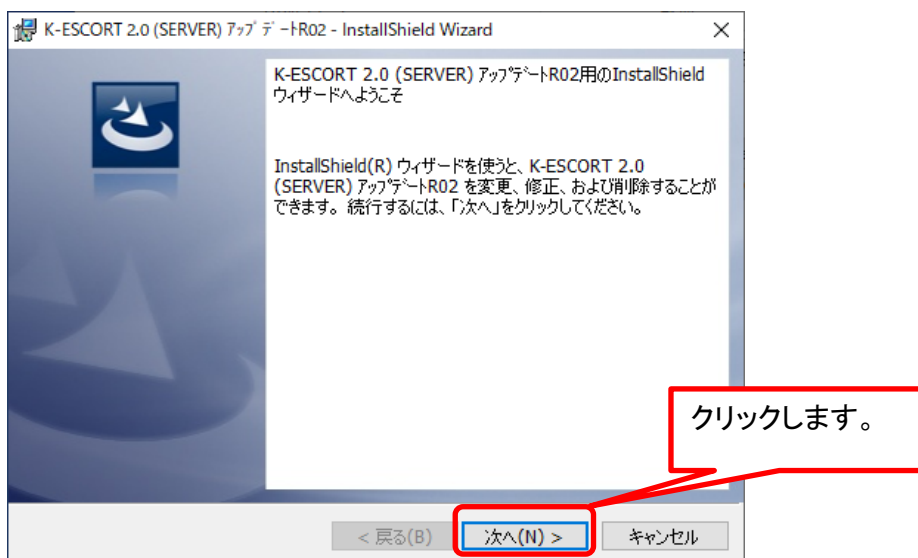 K-ESCORT 2.0 (SERVER) ｱｯﾌﾟﾃﾞｰﾄR02 - InstallShield Wizard
K-ESCORT 2.0 (SERVER) ｱｯﾌﾟﾃﾞｰﾄR02用のInstallShield
ウィザードへようこそ
InstallShield(R) ウィザードを使うと、K-ESCORT 2.0
(SERVER) ｱｯﾌﾟﾃﾞｰﾄR02 を変更、修正、および削除することが
できます。続行するには、「次へ」をクリックしてください。
クリックします。
< 戻る(B) 次へ(N) > キャンセル